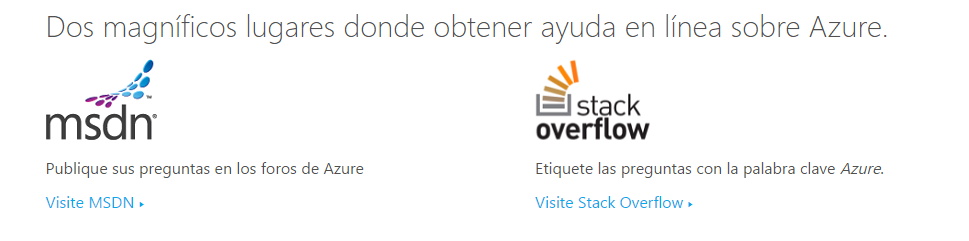 Dos magníficos lugares donde obtener ayuda en línea sobre Azure.
msdn
stack
overflow
Publique sus preguntas en los foros de Azure
Etiquete las preguntas con la palabra clave Azure.
Visite MSDN
Visite Stack Overflow